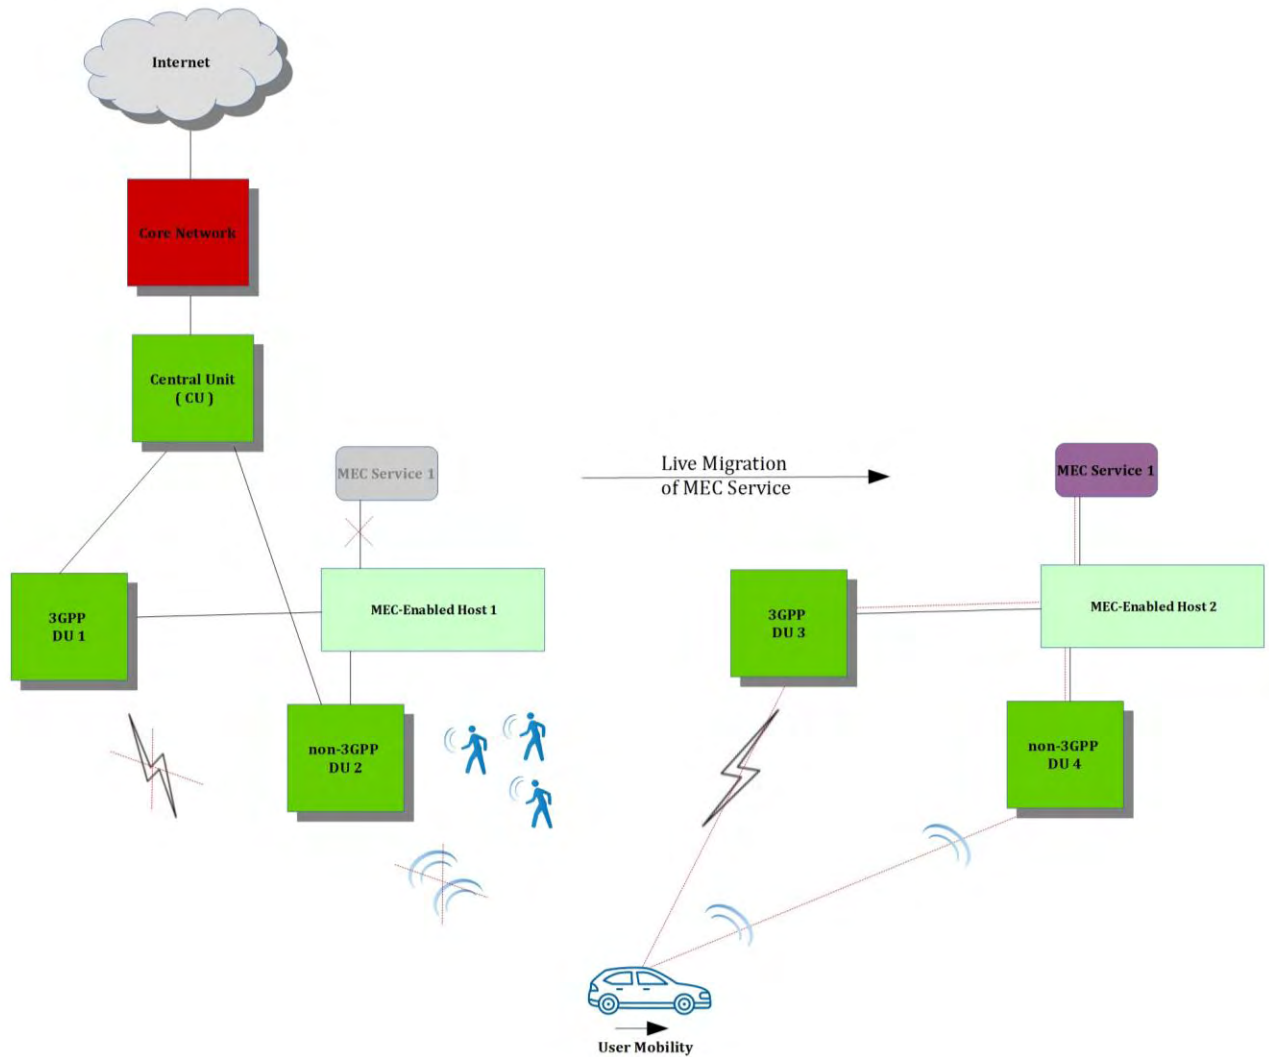 Internet
Core Network
Central Unit
( CU )
MEC Service 1
Live Migration
of MEC Service
MEC Service 1
3GPP
DU 1
MEC-Enabled Host 1
3GPP
DU 3
MEC-Enabled Host 2
non-3GPP
DU 2
non-3GPP
DU 4
User Mobility